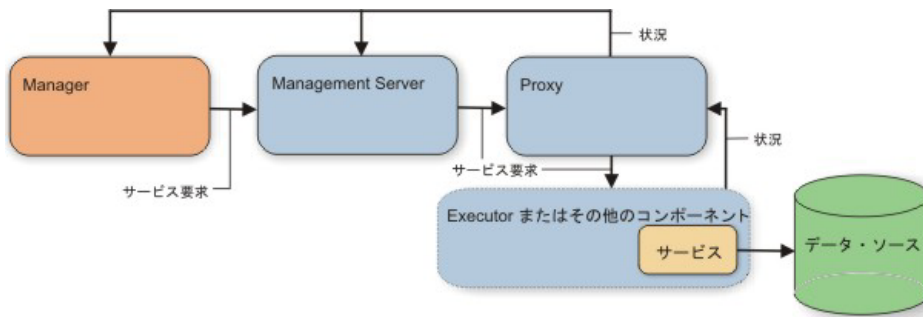 状況
Manager
Management Server
Proxy
状況
サービス要求
サービス要求
Executor またはその他のコンポーネント
サービス
データ・ソース